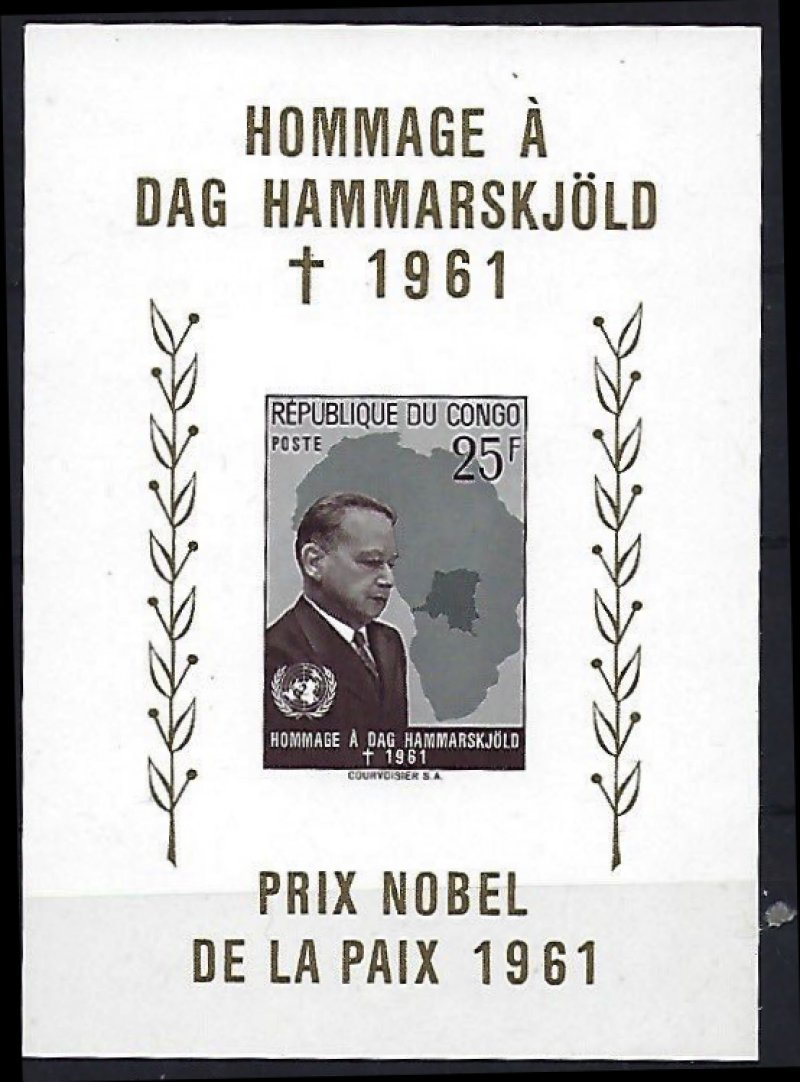 HOMMAGE À
DAG HAMMARSKJÖLD
† 1961
RÉPUBLIQUE DU CONGO
POSTE
25F
HOMMAGE À DAG HAMMARSKJÖLD
† 1961
COURVOISIER S.A.
PRIX NOBEL
DE LA PAIX 1961